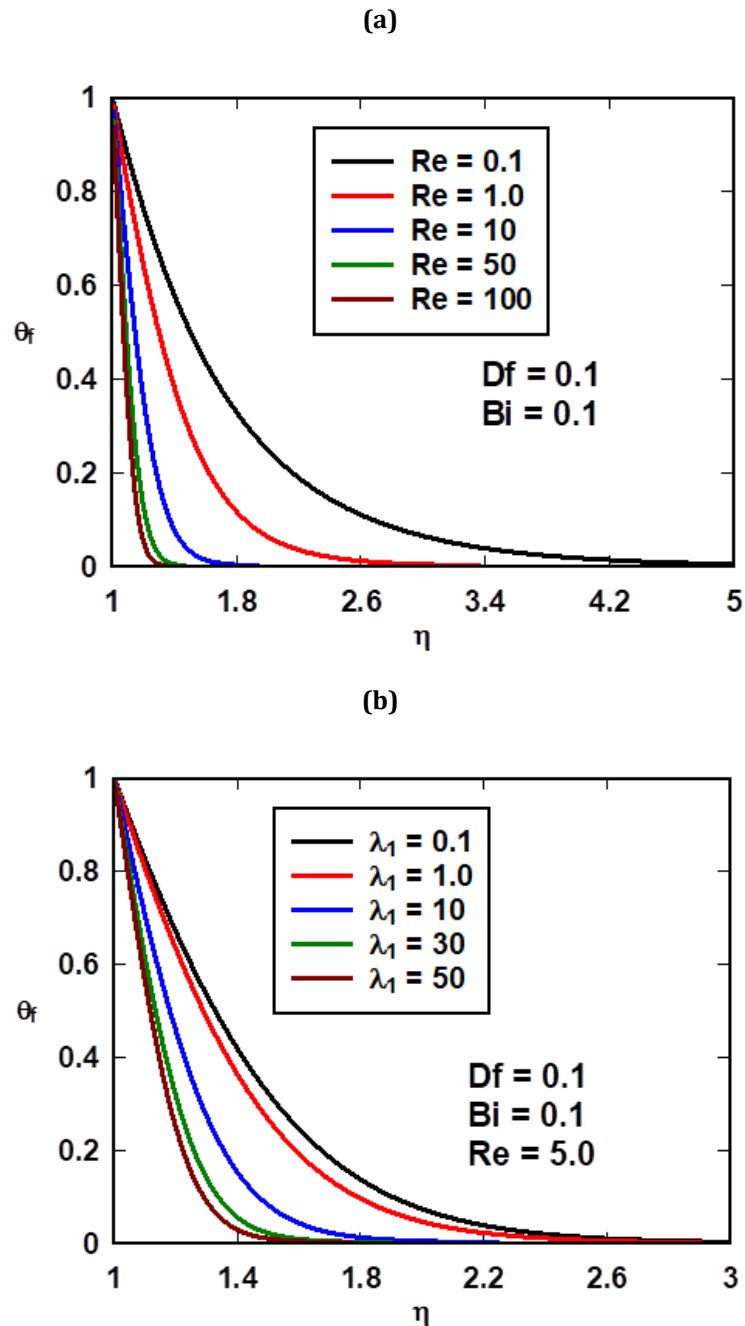 (a)
1
0.8
0.6
θf
0.4
0.2
0
Re = 0.1
Re = 1.0
Re = 10
Re = 50
Re = 100
Df = 0.1
Bi = 0.1
1 1.8 2.6 3.4 4.2 5
η
(b)
1
0.8
0.6
θf
0.4
0.2
0
λ1 = 0.1
λ1 = 1.0
λ1 = 10
λ1 = 30
λ1 = 50
Df = 0.1
Bi = 0.1
Re = 5.0
1 1.4 1.8 2.2 2.6 3
η